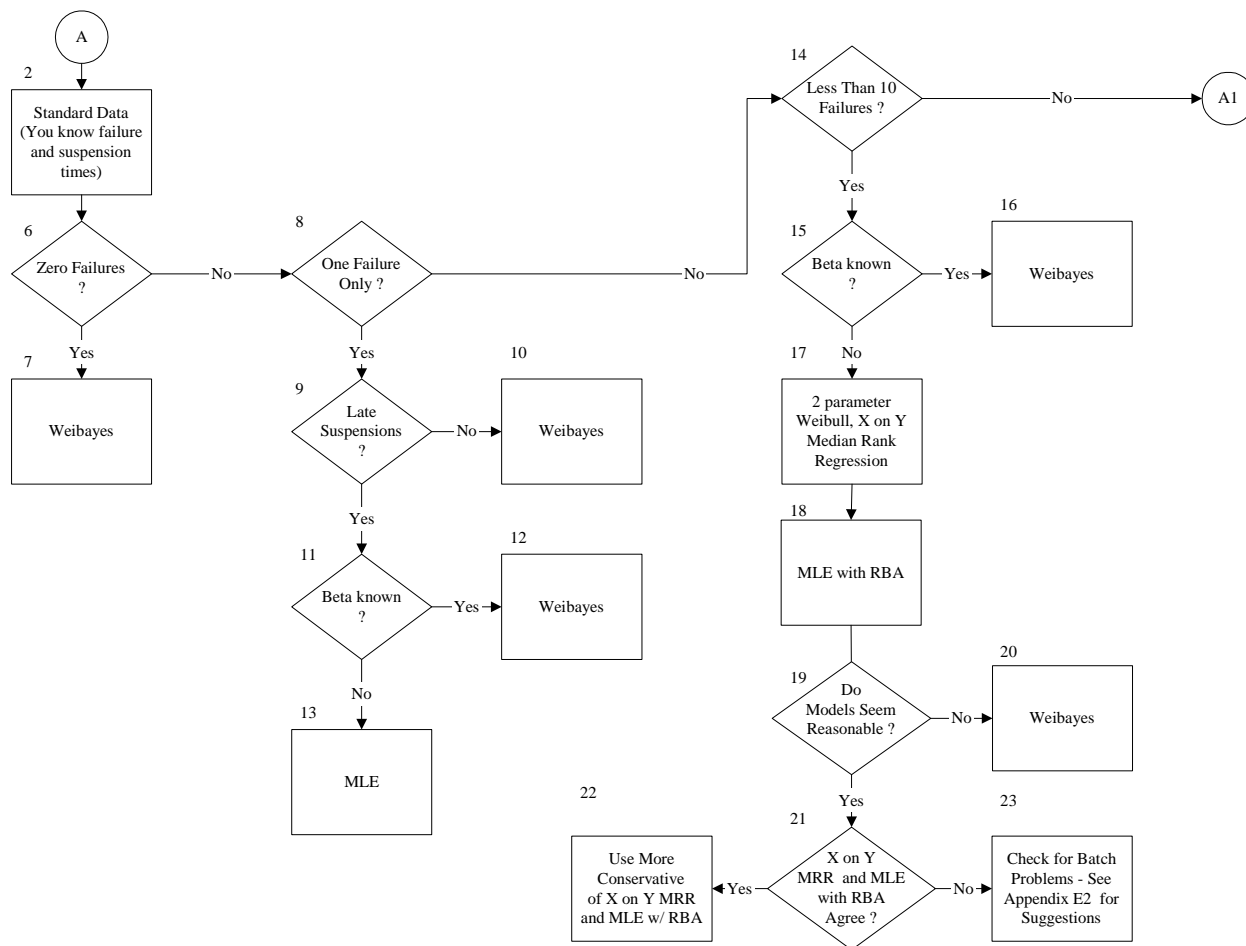 A
2
Standard Data
(You know failure
and suspension
times)
6
Zero Failures
?
No
Yes
7
Weibayes
8
One Failure
Only ?
No
Yes
9
Late
Suspensions
?
No
10
Weibayes
Yes
11
Beta known
?
Yes
12
Weibayes
No
13
MLE
14
Less Than 10
Failures ?
No
A1
Yes
15
Beta known
?
Yes
16
Weibayes
No
17
2 parameter
Weibull, X on Y
Median Rank
Regression
18
MLE with RBA
19
Do
Models Seem
Reasonable ?
No
20
Weibayes
Yes
21
X on Y
MRR and MLE
with RBA
Agree ?
Yes
22
Use More
Conservative
of X on Y MRR
and MLE w/ RBA
No
23
Check for Batch
Problems - See
Appendix E2 for
Suggestions